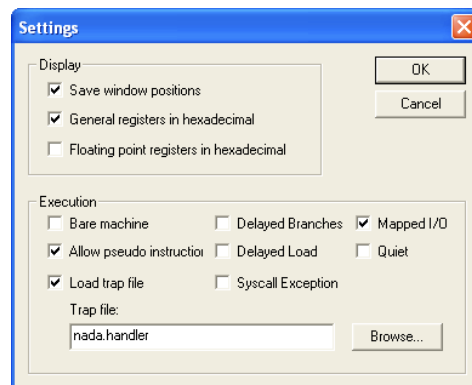 Settings
Display
OK
Save window positions
Cancel
General registers in hexadecimal
Floating point registers in hexadecimal
Execution
Bare machine Delayed Branches Mapped I/O
Allow pseudo instruction Delayed Load Quiet
Load trap file Syscall Exception
Trap file:
nada.handler Browse...